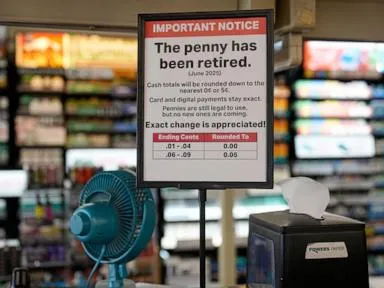 IMPORTANT NOTICE
The penny has
been retired.
(June 2025)
Cash totals will be rounded down to the
nearest 0¢ or 5¢.
Card and digital payments stay exact.
Pennies are still legal to use,
but no new ones are coming.
Exact change is appreciated!
Ending Cents Rounded To
.01 - .04 0.00
.06 - .09 0.05